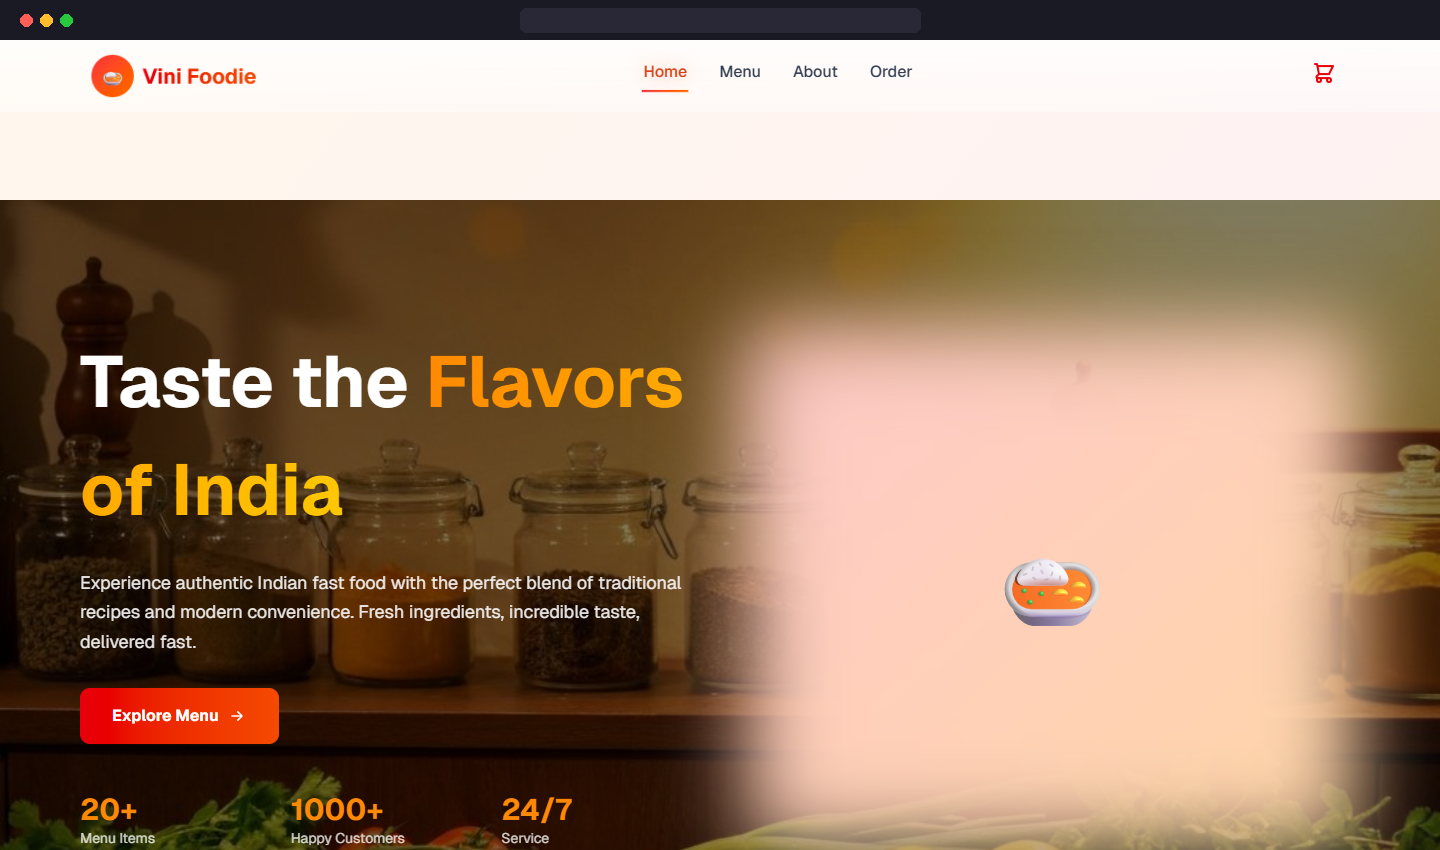 Vini Foodie
Home
Menu
About
Order
Taste the Flavors
of India
Experience authentic Indian fast food with the perfect blend of traditional
recipes and modern convenience. Fresh ingredients, incredible taste,
delivered fast.
Explore Menu →
20+
Menu Items
1000+
Happy Customers
24/7
Service